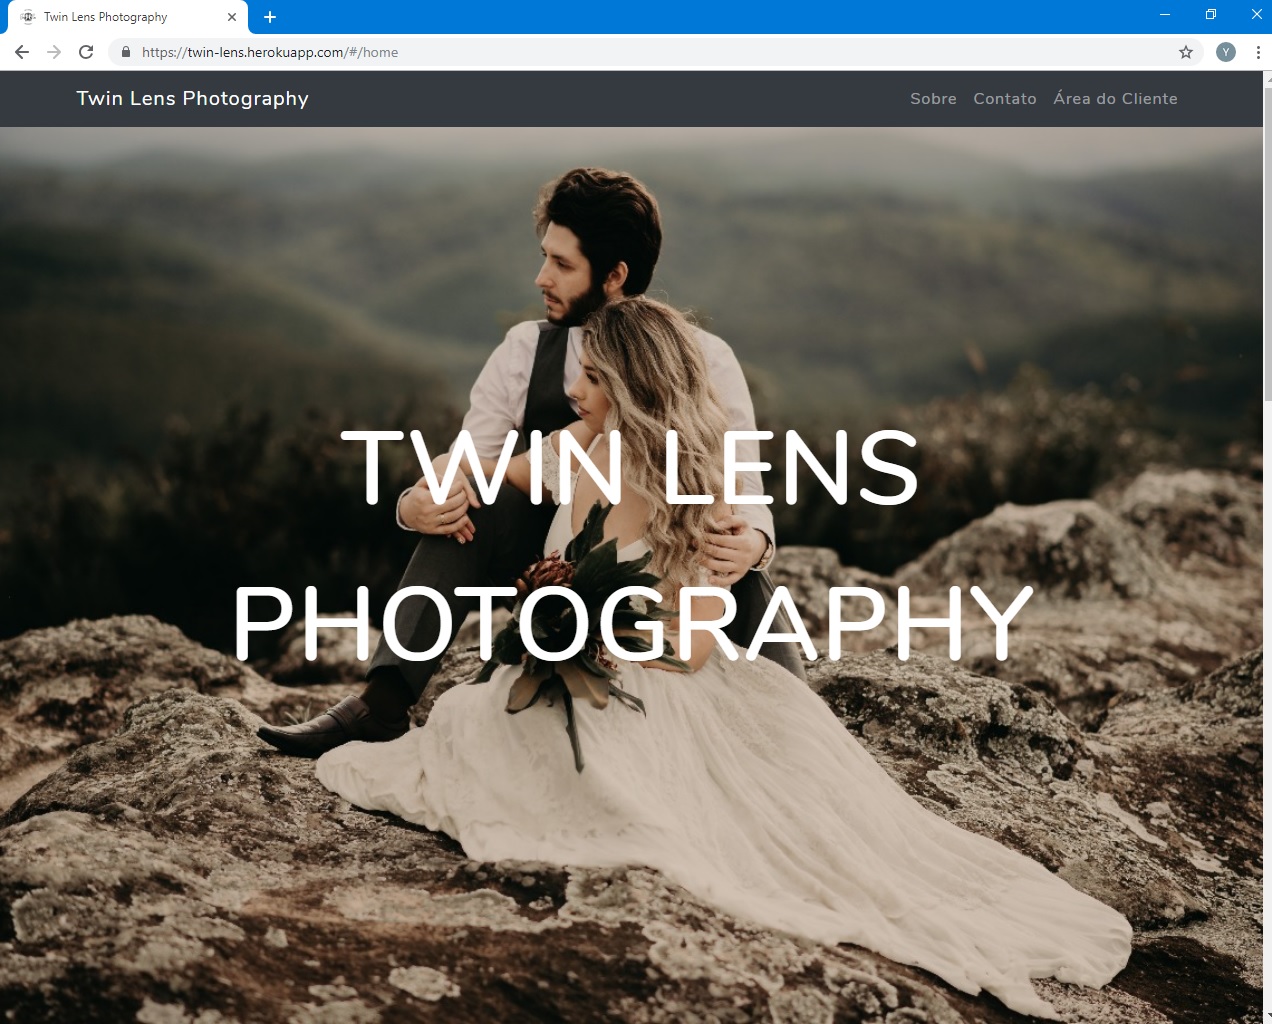 Twin Lens Photography
https://twin-lens.herokuapp.com/#/home
Y
Twin Lens Photography
Sobre Contato Área do Cliente
TWIN LENS
PHOTOGRAPHY